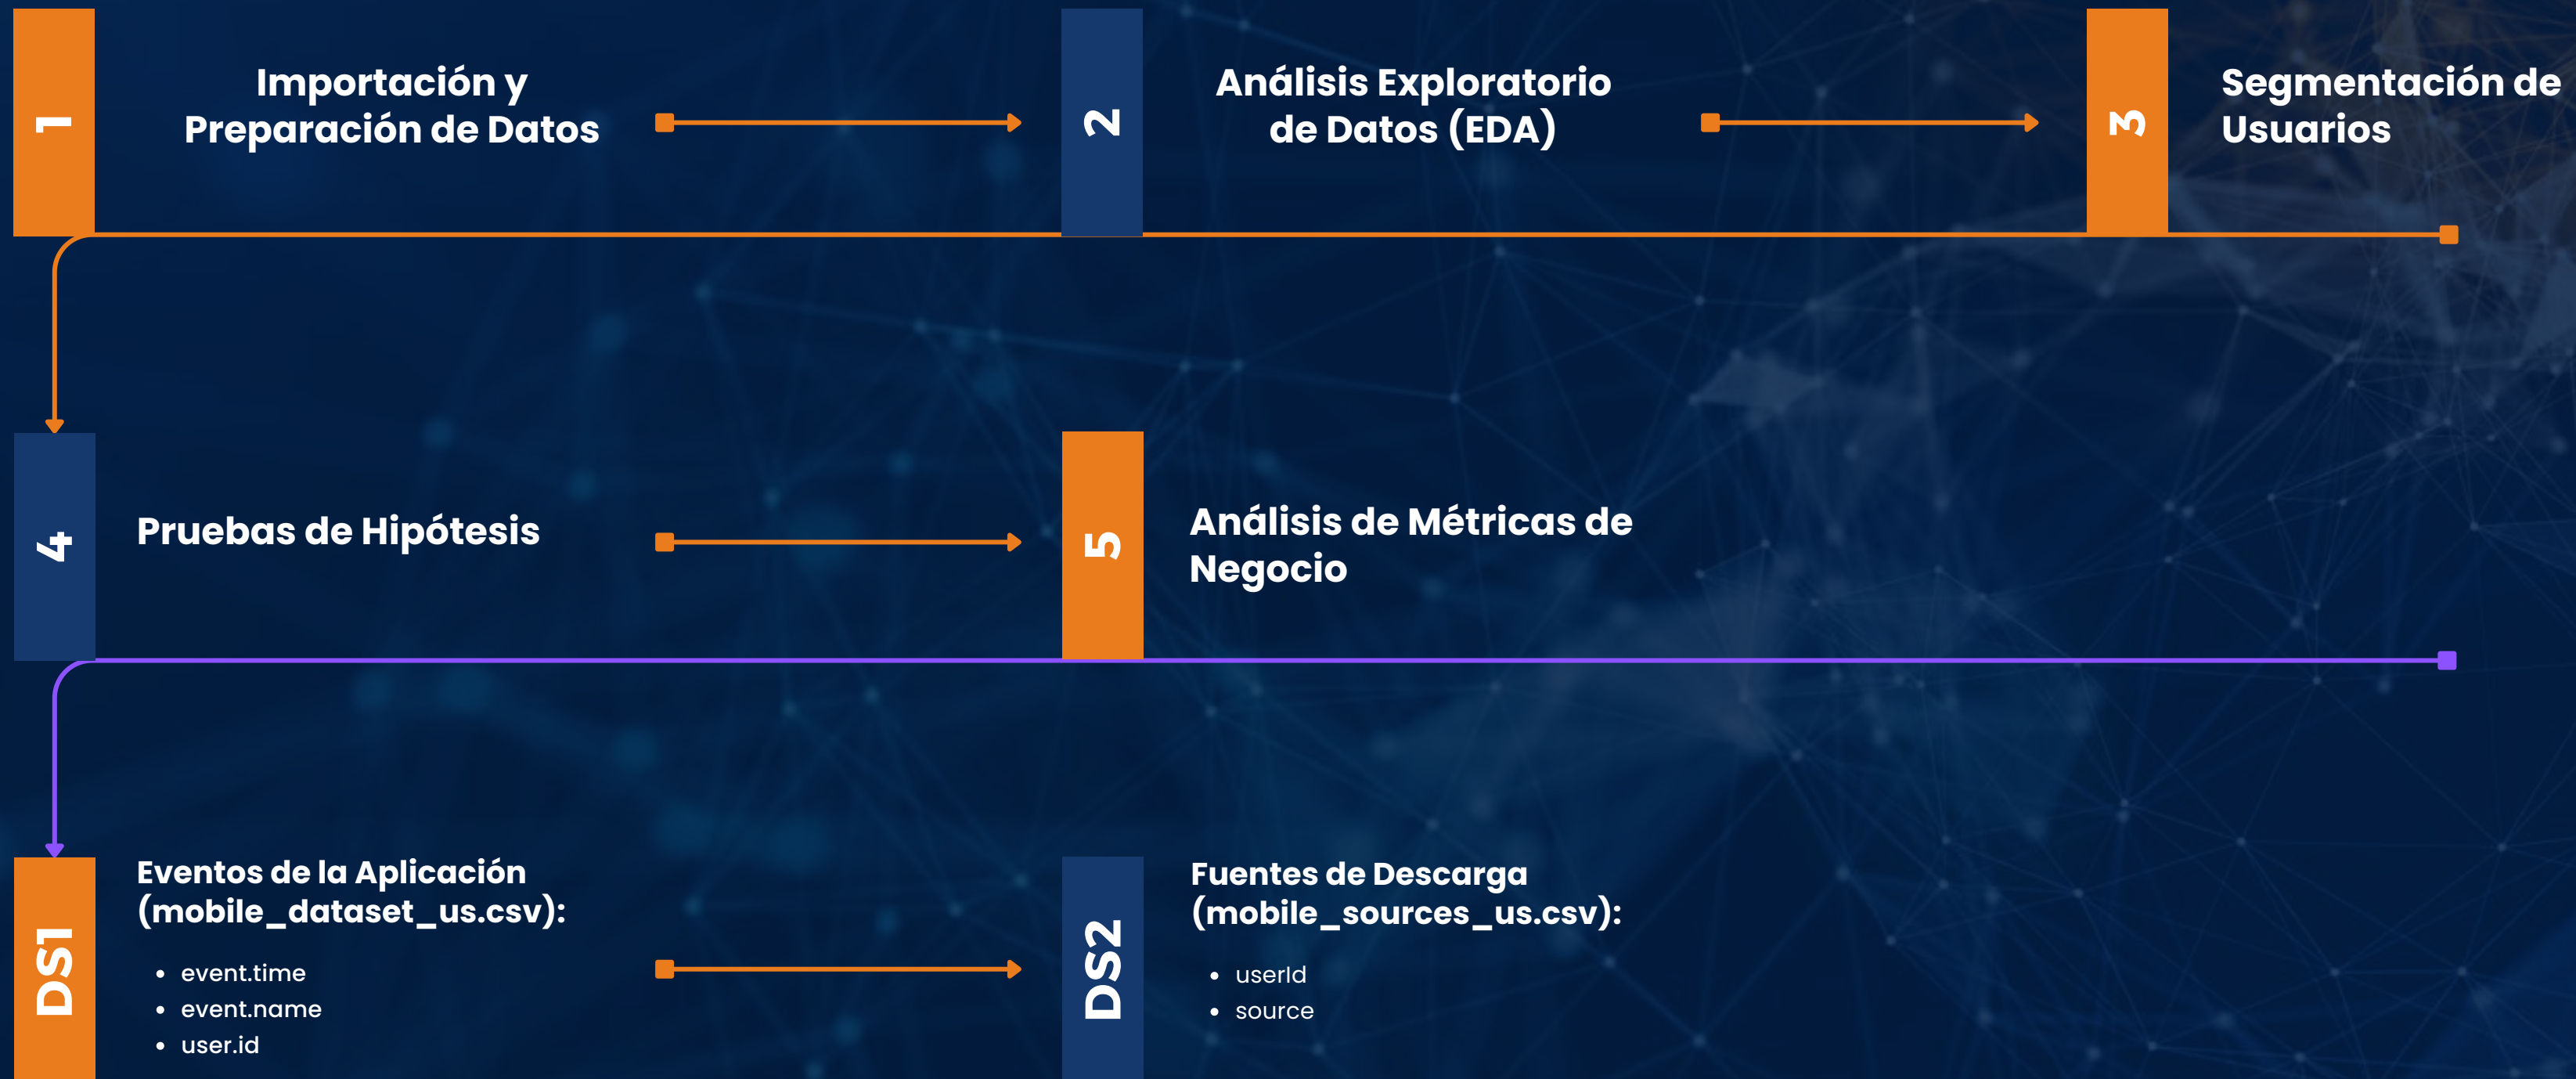 1
Importación y
Preparación de Datos
2
Análisis Exploratorio
de Datos (EDA)
3
Segmentación de
Usuarios
4
Pruebas de Hipótesis
5
Análisis de Métricas de
Negocio
DS1
Eventos de la Aplicación
(mobile_dataset_us.csv):
• event.time
• event.name
• user.id
DS2
Fuentes de Descarga
(mobile_sources_us.csv):
• userId
• source